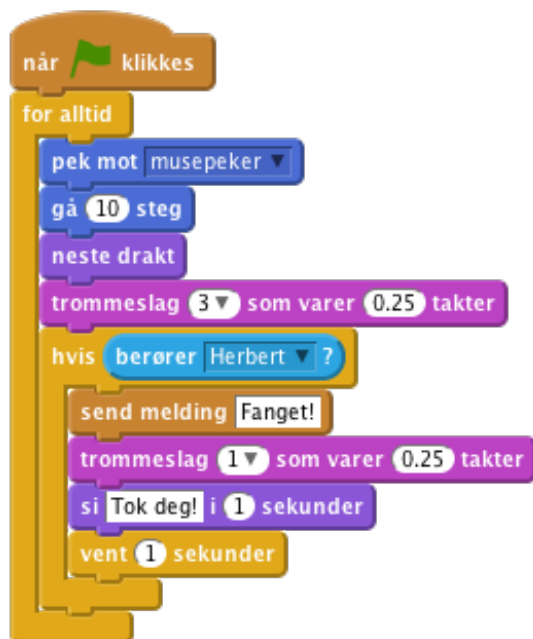 når klikkes
for alltid
pek mot musepeker
gå 10 steg
neste drakt
trommeslag 3 som varer 0.25 takter
hvis berører Herbert ?
send melding Fanget!
trommeslag 1 som varer 0.25 takter
si Tok deg! i 1 sekunder
vent 1 sekunder